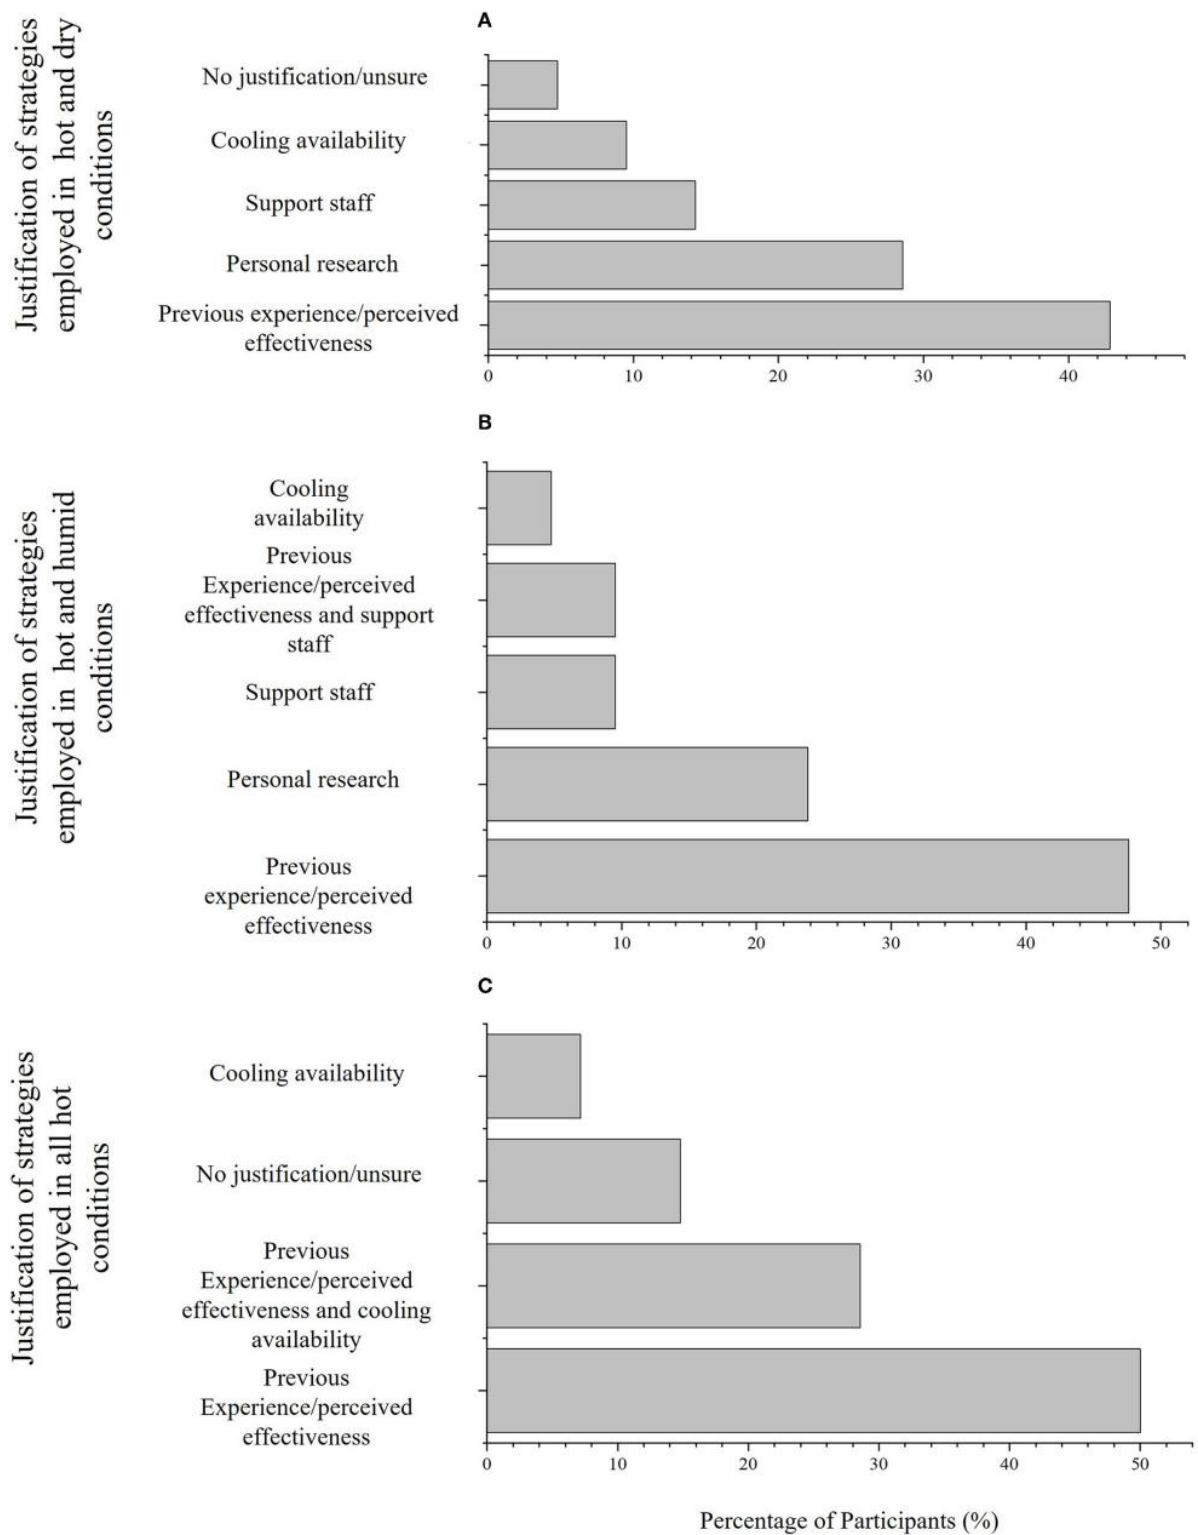 A
Justification of strategies
employed in hot and dry
conditions
No justification/unsure
Cooling availability
Support staff
Personal research
Previous experience/perceived
effectiveness
0 10 20 30 40
B
Justification of strategies
employed in hot and humid
conditions
Cooling
availability
Previous
Experience/perceived
effectiveness and support
staff
Support staff
Personal research
Previous
experience/perceived
effectiveness
0 10 20 30 40 50
C
Justification of strategies
employed in all hot
conditions
Cooling availability
No justification/unsure
Previous
Experience/perceived
effectiveness and cooling
availability
Previous
Experience/perceived
effectiveness
0 10 20 30 40 50
Percentage of Participants (%)